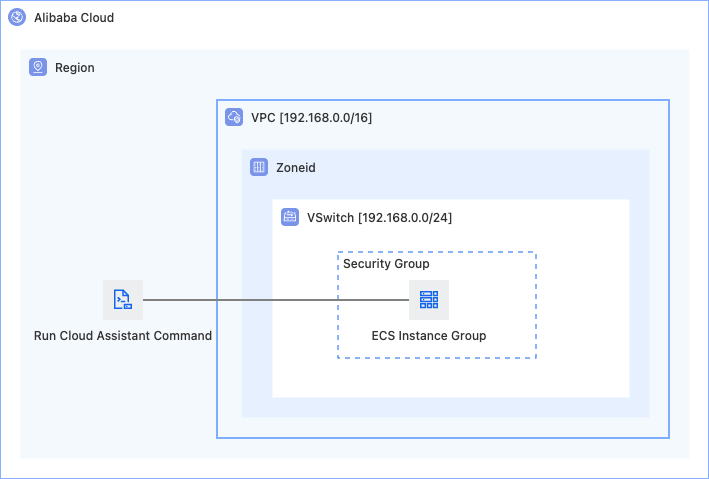 Alibaba Cloud
Region
VPC [192.168.0.0/16]
Zoneid
VSwitch [192.168.0.0/24]
Security Group
Run Cloud Assistant Command
ECS Instance Group